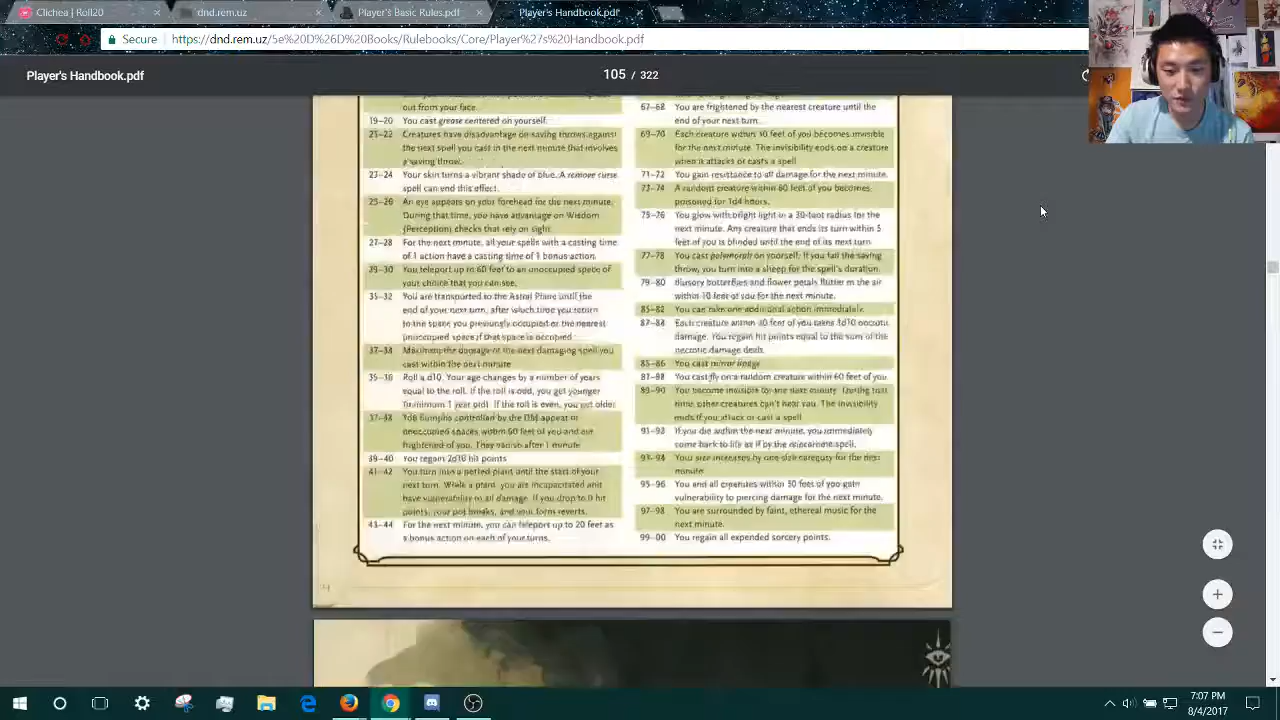 Clichea | Roll20
dnd.rem.uz
Player's Basic Rules.pdf
Player's Handbook.pdf
Secure
https://dnd.rem.uz/5e%20D%26D%20Books/Rulebooks/Core/Player%27s%20Handbook.pdf
Player's Handbook.pdf
105 / 322
out from your face.
19–20 You cast grease centered on yourself.
21–22 Creatures have disadvantage on saving throws against
the next spell you cast in the next minute that involves
a saving throw.
23–24 Your skin turns a vibrant shade of blue. A remove curse
spell can end this effect.
25–26 An eye appears on your forehead for the next minute.
During that time, you have advantage on Wisdom
(Perception) checks that rely on sight.
27–28 For the next minute, all your spells with a casting time
of 1 action have a casting time of 1 bonus action.
29–30 You teleport up to 60 feet to an unoccupied space of
your choice that you can see.
31–32 You are transported to the Astral Plane until the
end of your next turn, after which time you return
to the space you previously occupied or the nearest
unoccupied space if that space is occupied.
33–34 Maximize the damage of the next damaging spell you
cast within the next minute.
35–36 Roll a d10. Your age changes by a number of years
equal to the roll. If the roll is odd, you get younger
(minimum 1 year old). If the roll is even, you get older.
37–38 1d6 flumphs controlled by the DM appear in
unoccupied spaces within 60 feet of you and are
frightened of you. They vanish after 1 minute.
39–40 You regain 2d10 hit points.
41–42 You turn into a potted plant until the start of your
next turn. While a plant, you are incapacitated and
have vulnerability to all damage. If you drop to 0 hit
points, your pot breaks, and your form reverts.
43–44 For the next minute, you can teleport up to 20 feet as
a bonus action on each of your turns.
67–68 You are frightened by the nearest creature until the
end of your next turn.
69–70 Each creature within 30 feet of you becomes invisible
for the next minute. The invisibility ends on a creature
when it attacks or casts a spell.
71–72 You gain resistance to all damage for the next minute.
73–74 A random creature within 60 feet of you becomes
poisoned for 1d4 hours.
75–76 You glow with bright light in a 30-foot radius for the
next minute. Any creature that ends its turn within 5
feet of you is blinded until the end of its next turn.
77–78 You cast polymorph on yourself. If you fail the saving
throw, you turn into a sheep for the spell's duration.
79–80 Illusory butterflies and flower petals flutter in the air
within 10 feet of you for the next minute.
81–82 You can take one additional action immediately.
83–84 Each creature within 30 feet of you takes 1d10 necrotic
damage. You regain hit points equal to the sum of the
necrotic damage dealt.
85–86 You cast mirror image.
87–88 You cast fly on a random creature within 60 feet of you.
89–90 You become invisible for the next minute. During that
time, other creatures can't hear you. The invisibility
ends if you attack or cast a spell.
91–92 If you die within the next minute, you immediately
come back to life as if by the reincarnate spell.
93–94 Your size increases by one size category for the next
minute.
95–96 You and all creatures within 30 feet of you gain
vulnerability to piercing damage for the next minute.
97–98 You are surrounded by faint, ethereal music for the
next minute.
99–00 You regain all expended sorcery points.
7:07 PM
8/4/2017